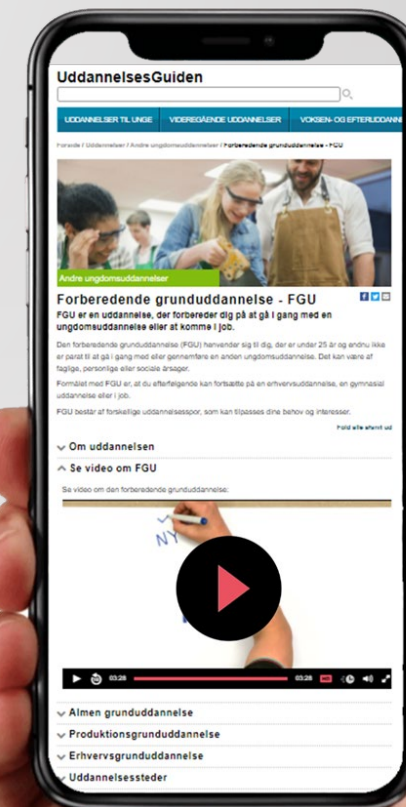 UddannelsesGuiden
UDDANNELSER TIL UNGE VIDEREGÅENDE UDDANNELSER VOKSEN- OG EFTERUDDANN
Forside / Uddannelser / Andre ungdomsuddannelser / Forberedende grunduddannelse - FGU
Andre ungdomsuddannelser
Forberedende grunduddannelse - FGU
FGU er en uddannelse, der forbereder dig på at gå i gang med en
ungdomsuddannelse eller at komme i job.
Den forberedende grunduddannelse (FGU) henvender sig til dig, der er under 25 år og endnu ikke
er parat til at gå i gang med eller gennemføre en anden ungdomsuddannelse. Det kan være af
faglige, personlige eller sociale årsager.
Formålet med FGU er, at du efterfølgende kan fortsætte på en erhvervsuddannelse, en gymnasial
uddannelse eller i job.
FGU består af forskellige uddannelsesspor, som kan tilpasses dine behov og interesser.
Fold alle afsnit ud
Om uddannelsen
Se video om FGU
Se video om den forberedende grunduddannelse:
NY
03:28 03:28 HD
Almen grunduddannelse
Produktionsgrunduddannelse
Erhvervsgrunduddannelse
Uddannelsessteder